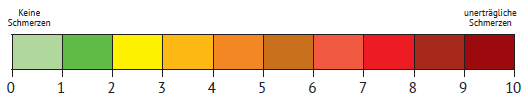 Keine
Schmerzen
unerträgliche
Schmerzen
0 1 2 3 4 5 6 7 8 9 10